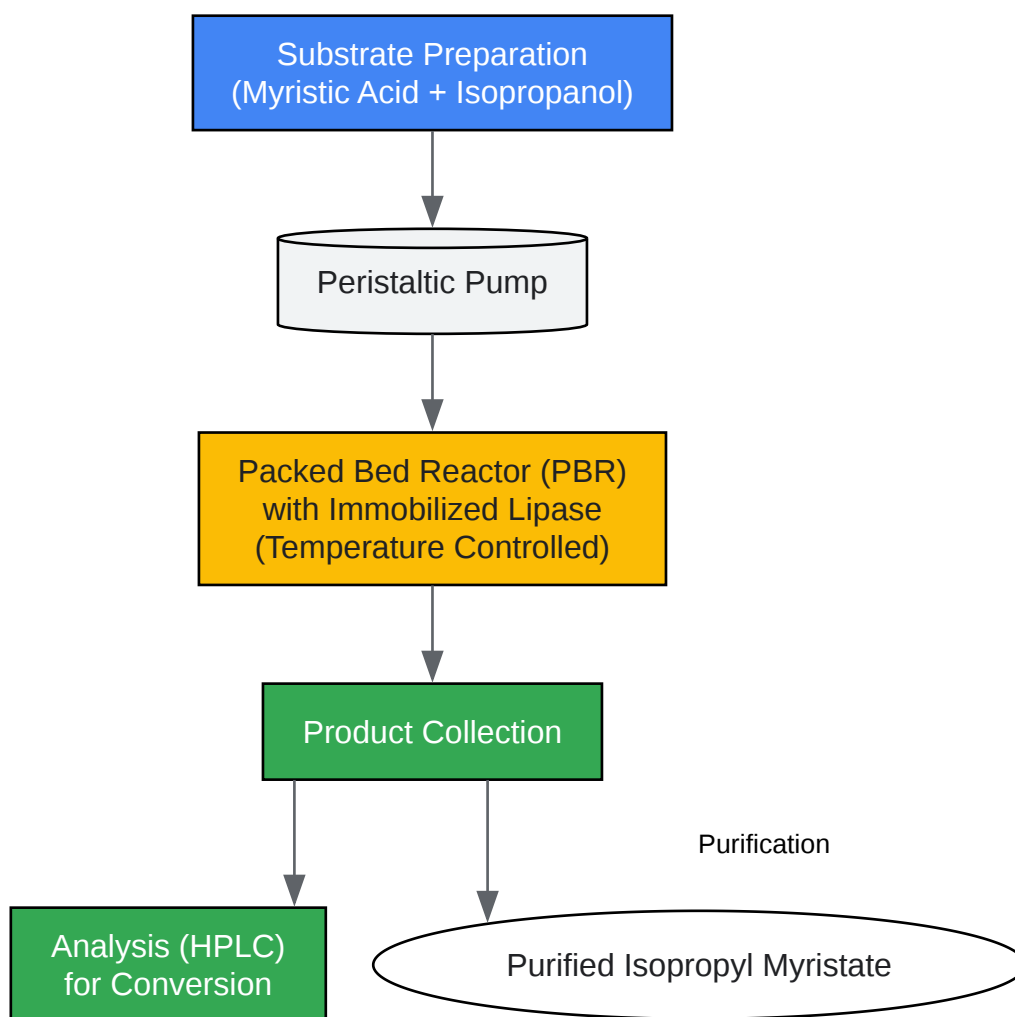 Substrate Preparation
(Myristic Acid + Isopropanol)
Peristaltic Pump
Packed Bed Reactor (PBR)
with Immobilized Lipase
(Temperature Controlled)
Product Collection
Purification
Analysis (HPLC)
for Conversion
Purified Isopropyl Myristate